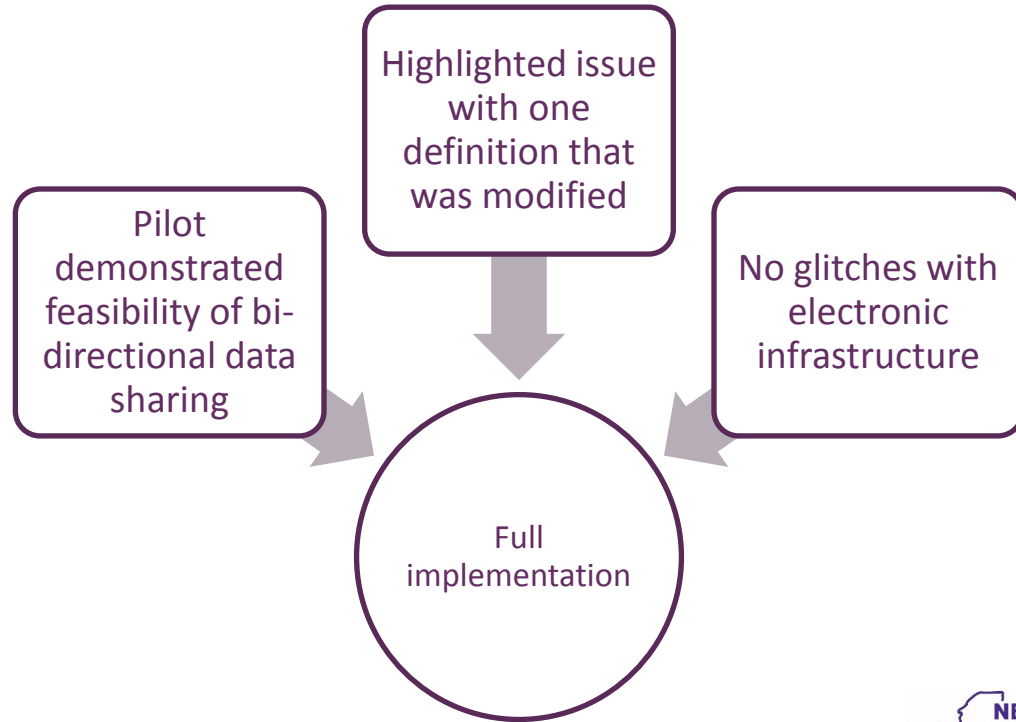 Highlighted issue
with one
definition that
was modified
Pilot
demonstrated
feasibility of bi-
directional data
sharing
No glitches with
electronic
infrastructure
Full
implementation